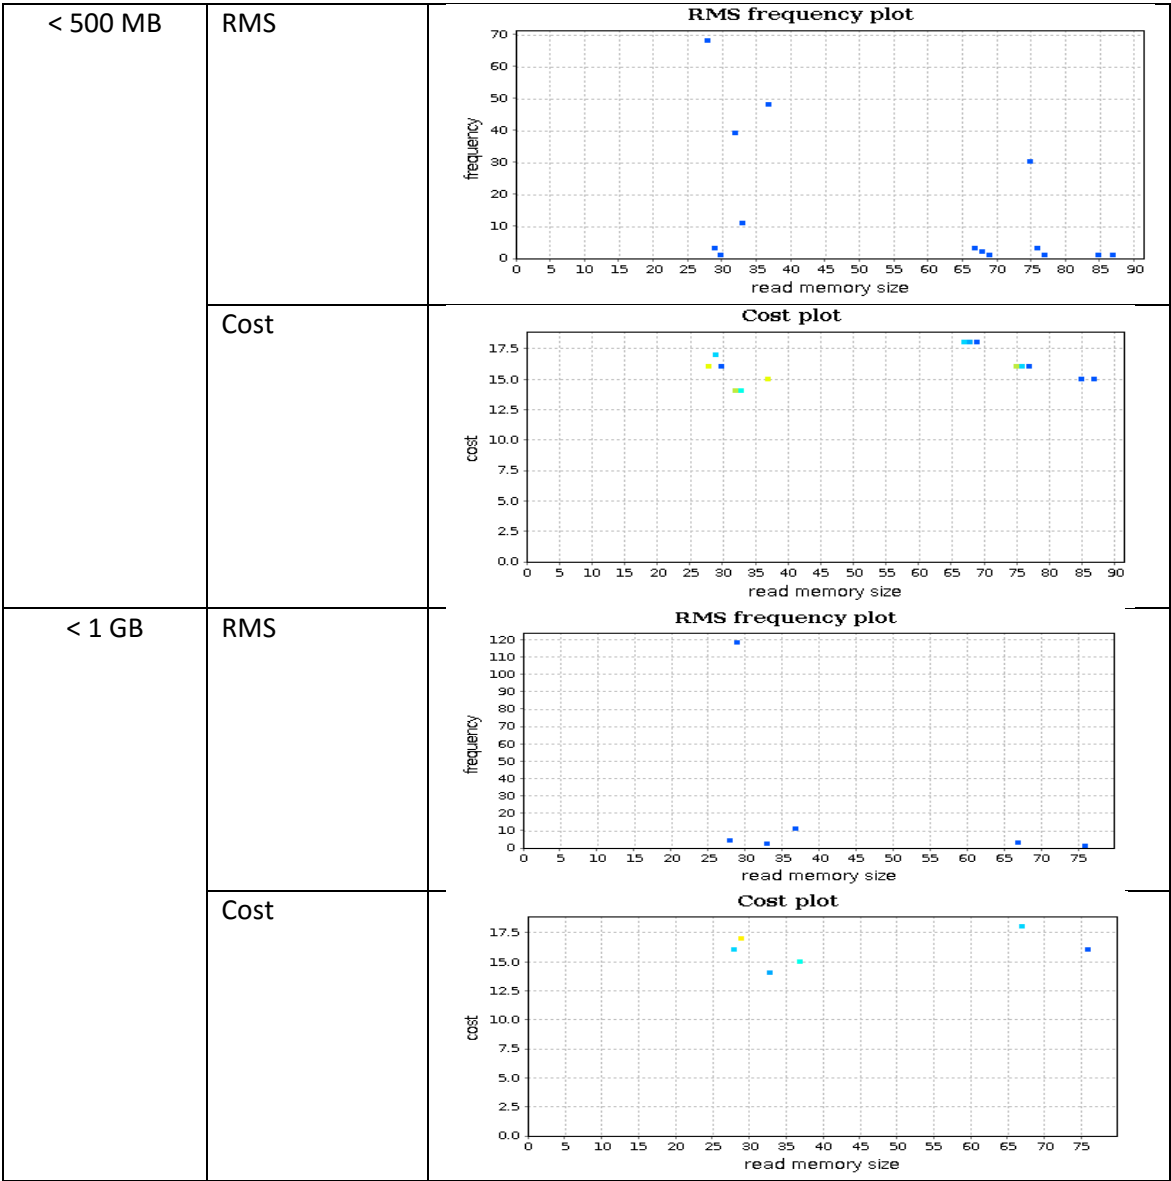 < 500 MB
RMS
RMS frequency plot
70
60
50
40
30
20
10
0
frequency
0 5 10 15 20 25 30 35 40 45 50 55 60 65 70 75 80 85 90
read memory size
Cost
Cost plot
17.5
15.0
12.5
10.0
7.5
5.0
2.5
0.0
cost
0 5 10 15 20 25 30 35 40 45 50 55 60 65 70 75 80 85 90
read memory size
< 1 GB
RMS
RMS frequency plot
120
110
100
90
80
70
60
50
40
30
20
10
0
frequency
0 5 10 15 20 25 30 35 40 45 50 55 60 65 70 75
read memory size
Cost
Cost plot
17.5
15.0
12.5
10.0
7.5
5.0
2.5
0.0
cost
0 5 10 15 20 25 30 35 40 45 50 55 60 65 70 75
read memory size